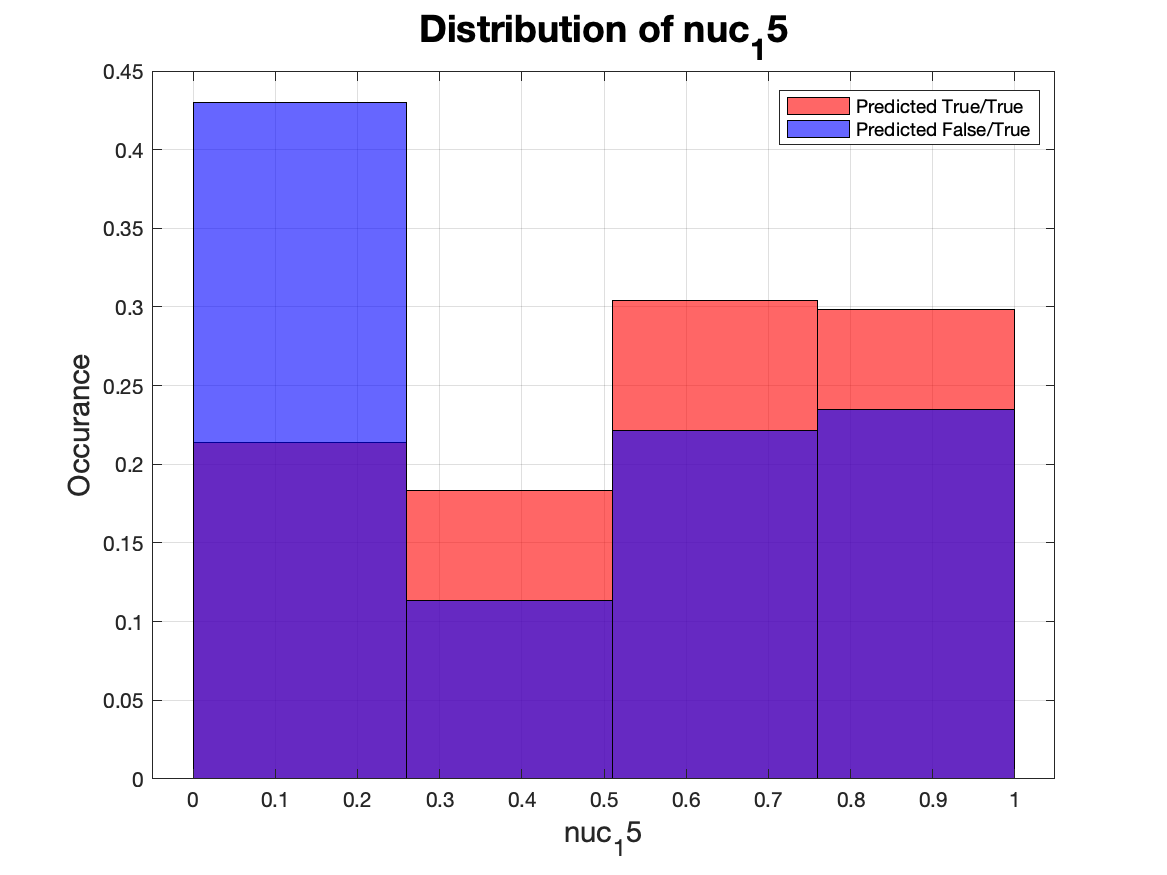 Distribution of nuc₁5
Predicted True/True
Predicted False/True
Occurance
0.45
0.4
0.35
0.3
0.25
0.2
0.15
0.1
0.05
0
0 0.1 0.2 0.3 0.4 0.5 0.6 0.7 0.8 0.9 1
nuc₁5